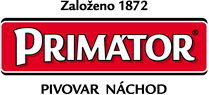 Založeno 1872
PRIMATOR®
PIVOVAR NÁCHOD